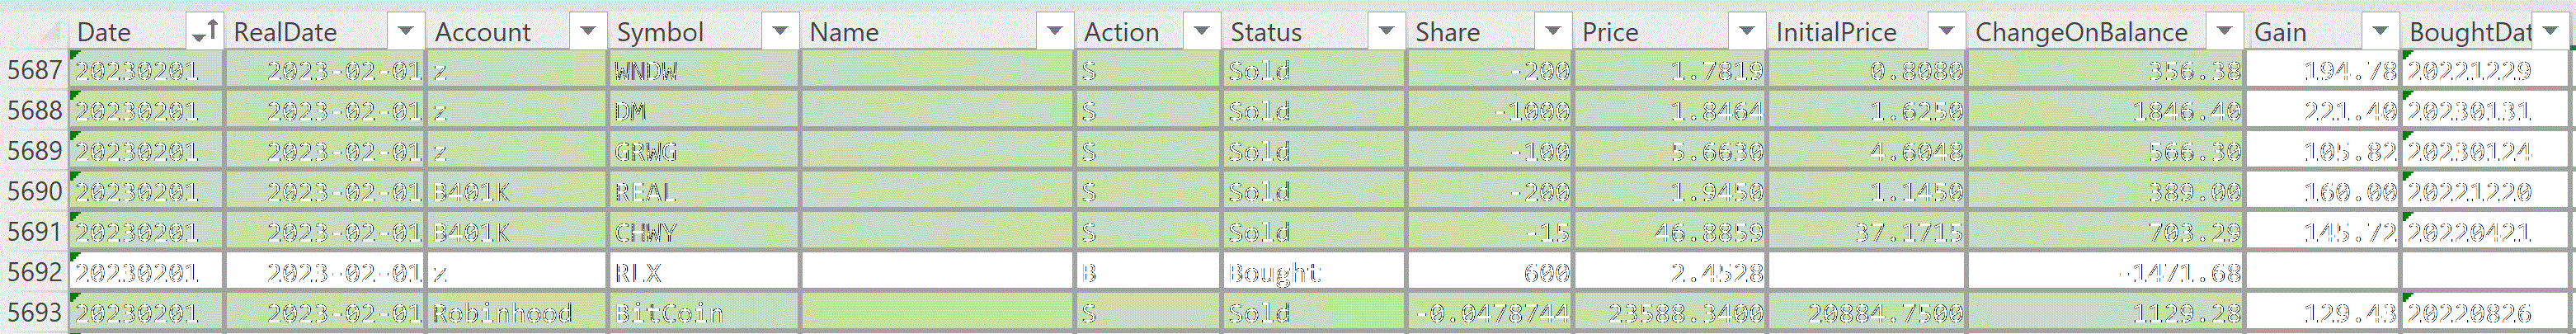 Date RealDate Account Symbol Name Action Status Share Price InitialPrice ChangeOnBalance Gain BoughtDat
5687 20230201 2023-02-01 z WNDW S Sold -200 1.7819 0.8080 356.38 194.78 20221229
5688 20230201 2023-02-01 z DM S Sold -1000 1.8464 1.6250 1846.40 221.40 20230131
5689 20230201 2023-02-01 z GRWG S Sold -100 5.6630 4.6048 566.30 105.82 20230124
5690 20230201 2023-02-01 B401K REAL S Sold -200 1.9450 1.1450 389.00 160.00 20221220
5691 20230201 2023-02-01 B401K CHWY S Sold -15 46.8859 37.1715 703.29 145.72 20220421
5692 20230201 2023-02-01 z RLX B Bought 600 2.4528 -1471.68
5693 20230201 2023-02-01 Robinhood BitCoin S Sold -0.0478744 23588.3400 20884.7500 1129.28 129.43 20220826